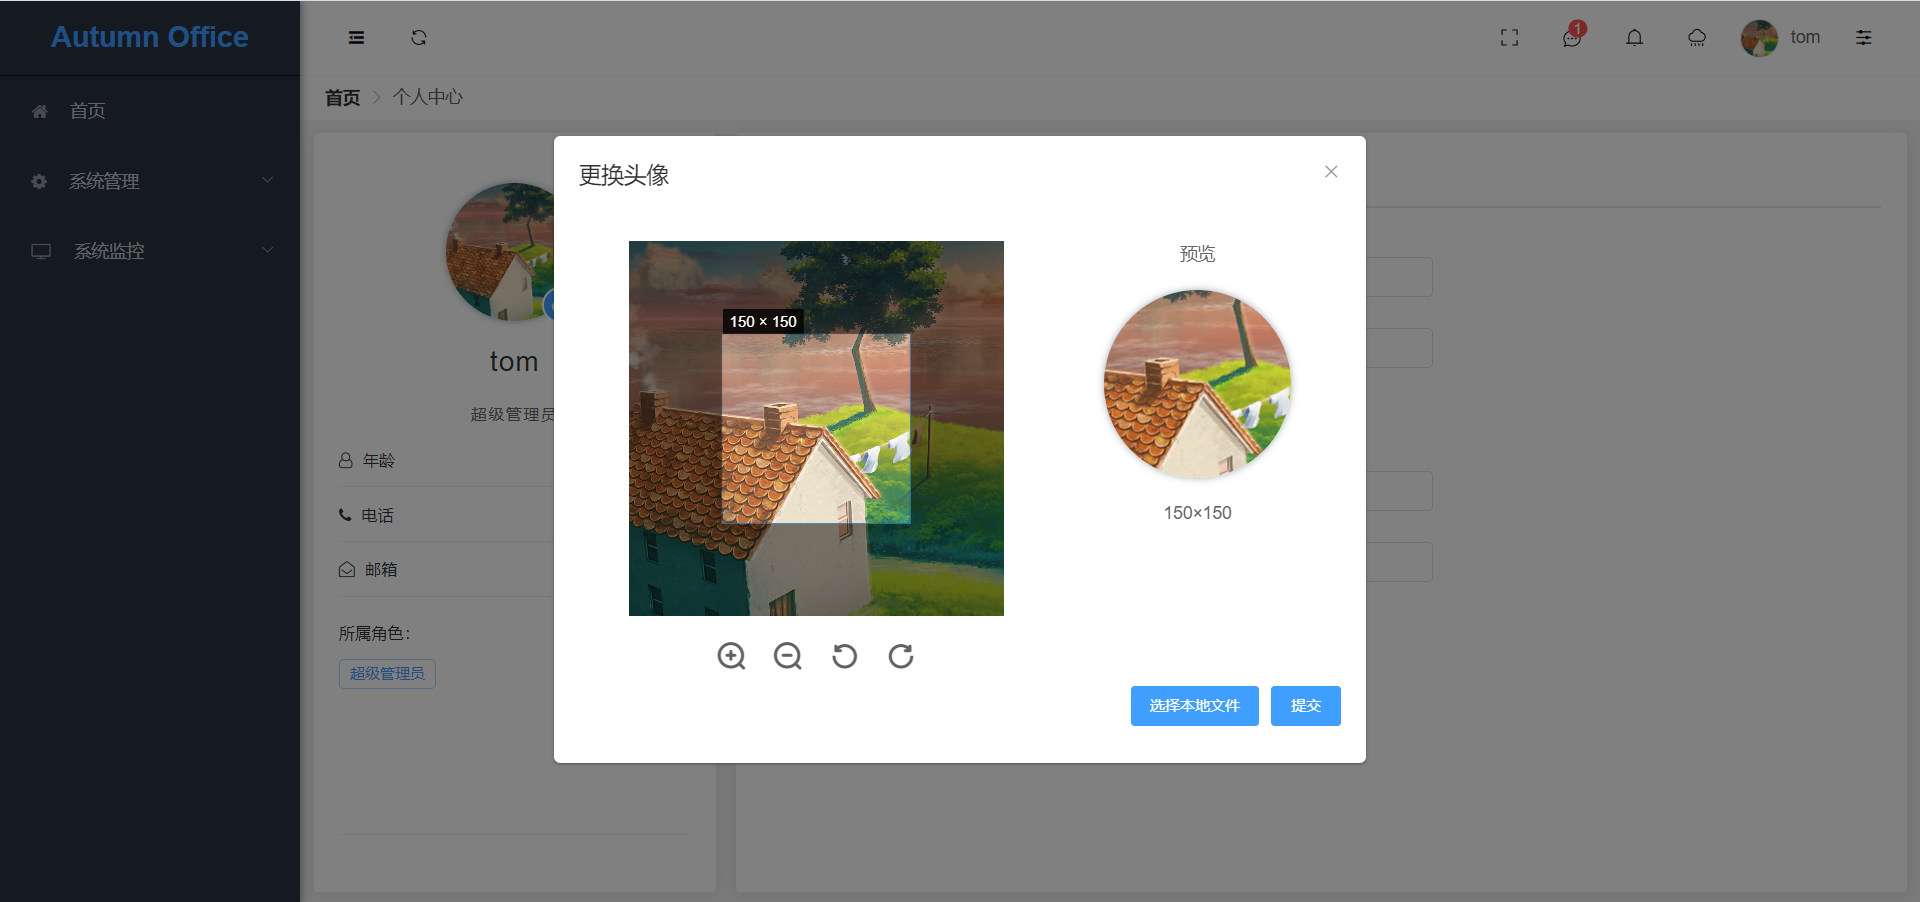 Autumn Office
1
tom
首页
系统管理
系统监控
首页
个人中心
tom
超级管理员
年龄
电话
邮箱
所属角色：
超级管理员
更换头像
150 × 150
预览
150×150
选择本地文件
提交